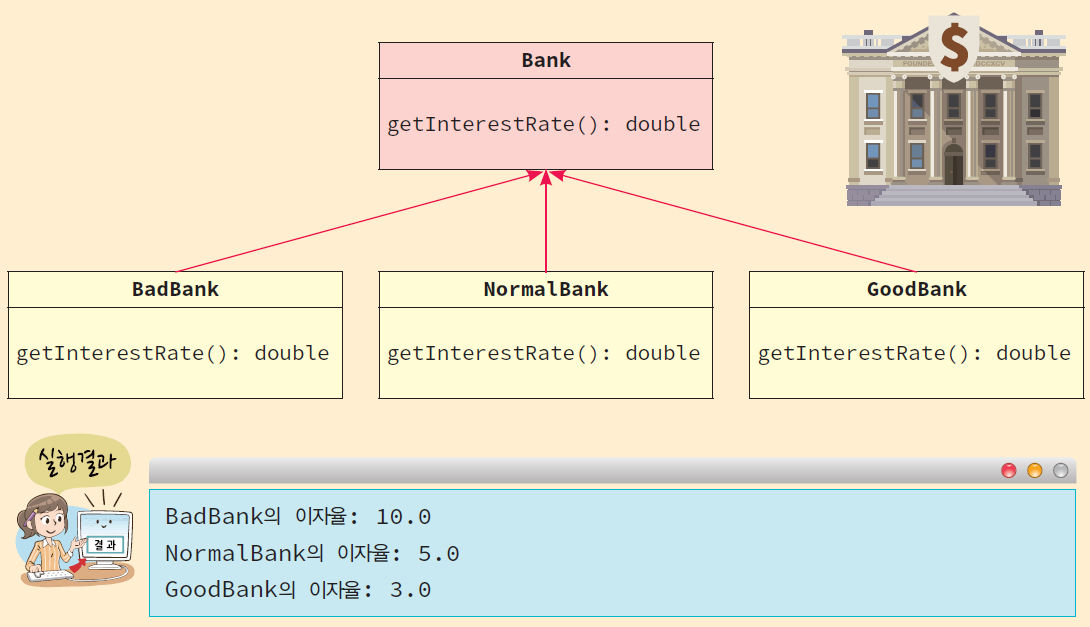 $
Bank
getInterestRate(): double
BadBank
getInterestRate(): double
NormalBank
getInterestRate(): double
GoodBank
getInterestRate(): double
실행결과
결과
BadBank의 이자율: 10.0
NormalBank의 이자율: 5.0
GoodBank의 이자율: 3.0